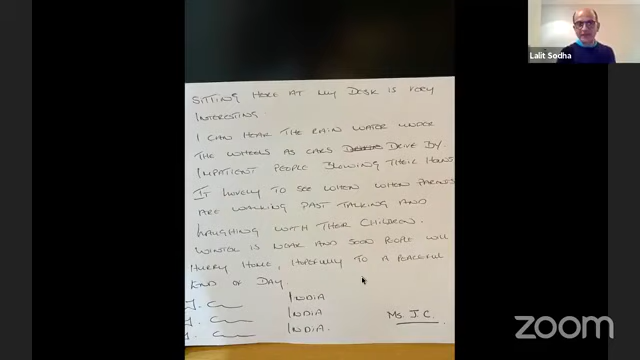 Lalit Sodha
SITTING HERE AT MY DESK IS VERY
INTERESTING.
I CAN HEAR THE RAIN WATER UNDER
THE WHEELS AS CARS DRIVE BY.
IMPATIENT PEOPLE BLOWING THEIR HORNS
IT LOVELY TO SEE WHEN WHEN PARENTS
ARE WALKING PAST TALKING AND
LAUGHING WITH THEIR CHILDREN.
WINTER IS NEAR AND SOON PEOPLE WILL
HURRY HOME, HOPEFULLY TO A PEACEFUL
END OF DAY.
INDIA
INDIA
INDIA.
Ms. J. C.
zoom